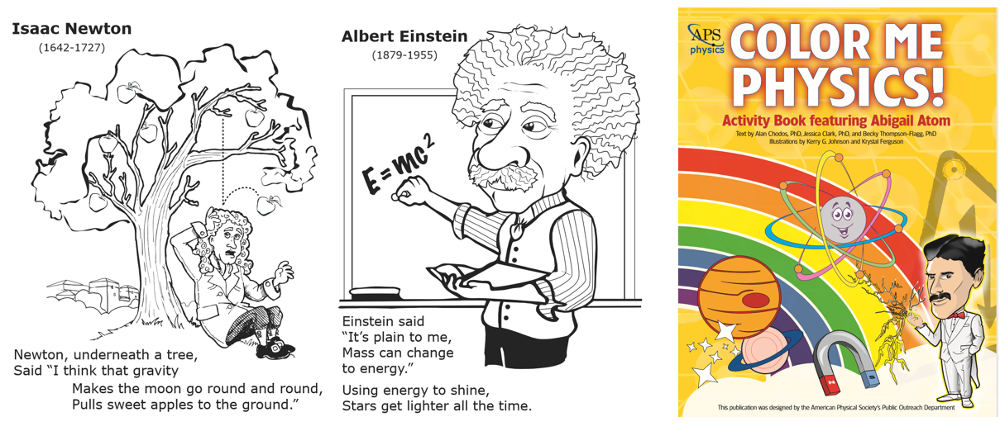 Isaac Newton
(1642-1727)
Newton, underneath a tree,
Said “I think that gravity
Makes the moon go round and round,
Pulls sweet apples to the ground.”
Albert Einstein
(1879-1955)
E=mc²
Einstein said
“It’s plain to me,
Mass can change
to energy.”
Using energy to shine,
Stars get lighter all the time.
APS
physics
COLOR ME
PHYSICS!
Activity Book featuring Abigail Atom
Text by Alan Chodos, PhD, Jessica Clark, PhD, and Becky Thompson-Flagg, PhD
Illustrations by Kerry G. Johnson and Krystal Ferguson
N
S
This publication was designed by the American Physical Society's Public Outreach Department